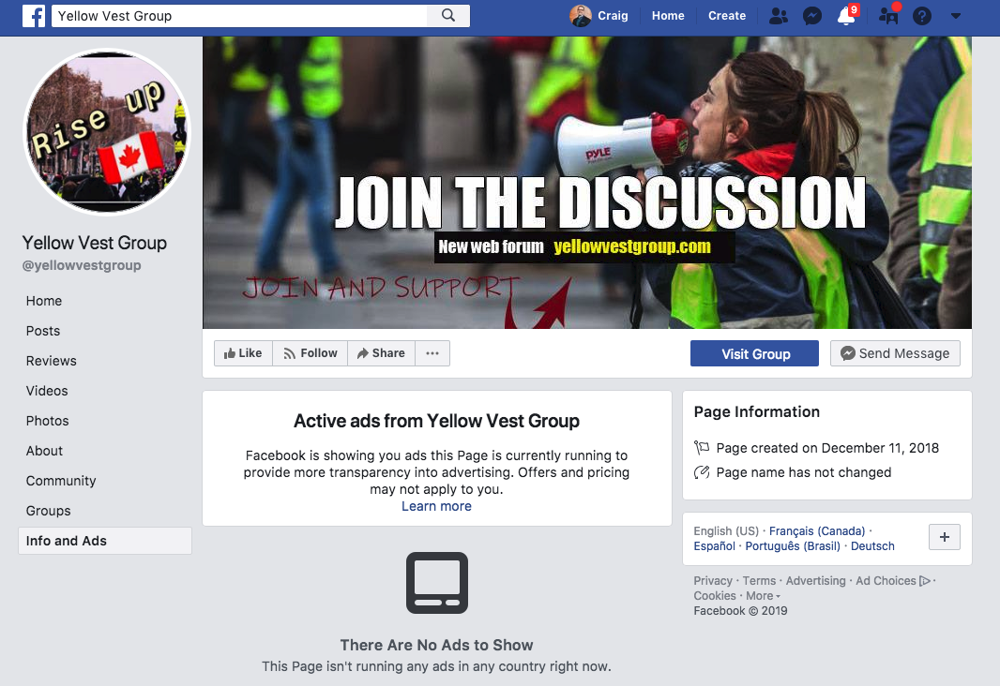 Yellow Vest Group
Craig
Home
Create
9
Rise up
Yellow Vest Group
@yellowvestgroup
Home
Posts
Reviews
Videos
Photos
About
Community
Groups
Info and Ads
PYLE
JOIN THE DISCUSSION
New web forum yellowvestgroup.com
JOIN AND SUPPORT
Like
Follow
Share
Visit Group
Send Message
Active ads from Yellow Vest Group
Facebook is showing you ads this Page is currently running to
provide more transparency into advertising. Offers and pricing
may not apply to you.
Learn more
There Are No Ads to Show
This Page isn't running any ads in any country right now.
Page Information
Page created on December 11, 2018
Page name has not changed
English (US) · Français (Canada) ·
Español · Português (Brasil) · Deutsch
Privacy · Terms · Advertising · Ad Choices ·
Cookies · More
Facebook © 2019